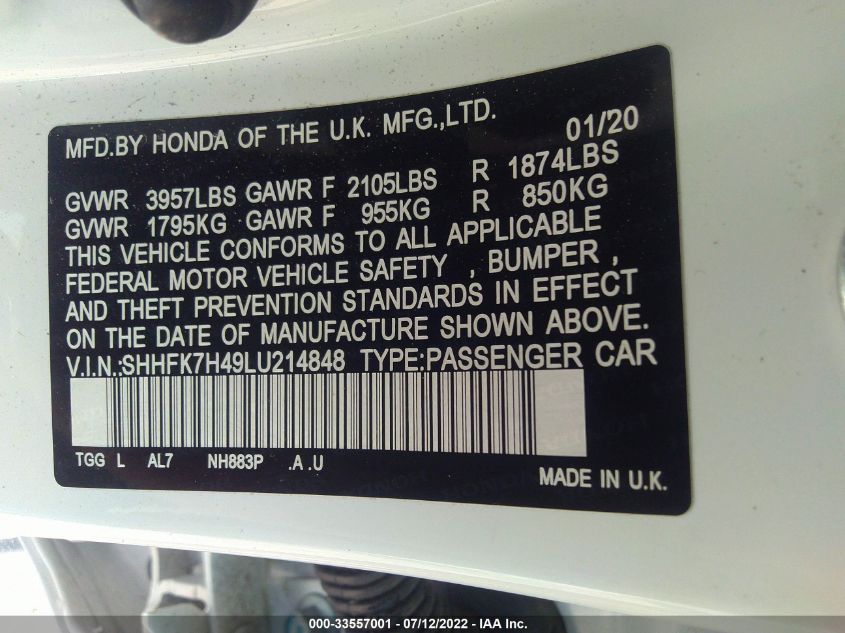 MFD.BY HONDA OF THE U.K. MFG.,LTD. 01/20
GVWR 3957LBS GAWR F 2105LBS R 1874LBS
GVWR 1795KG GAWR F 955KG R 850KG
THIS VEHICLE CONFORMS TO ALL APPLICABLE
FEDERAL MOTOR VEHICLE SAFETY , BUMPER ,
AND THEFT PREVENTION STANDARDS IN EFFECT
ON THE DATE OF MANUFACTURE SHOWN ABOVE.
V.I.N.:SHHFK7H49LU214848 TYPE:PASSENGER CAR
TGG L AL7 NH883P .A .U
MADE IN U.K.
000-33557001 - 07/12/2022 - IAA Inc.